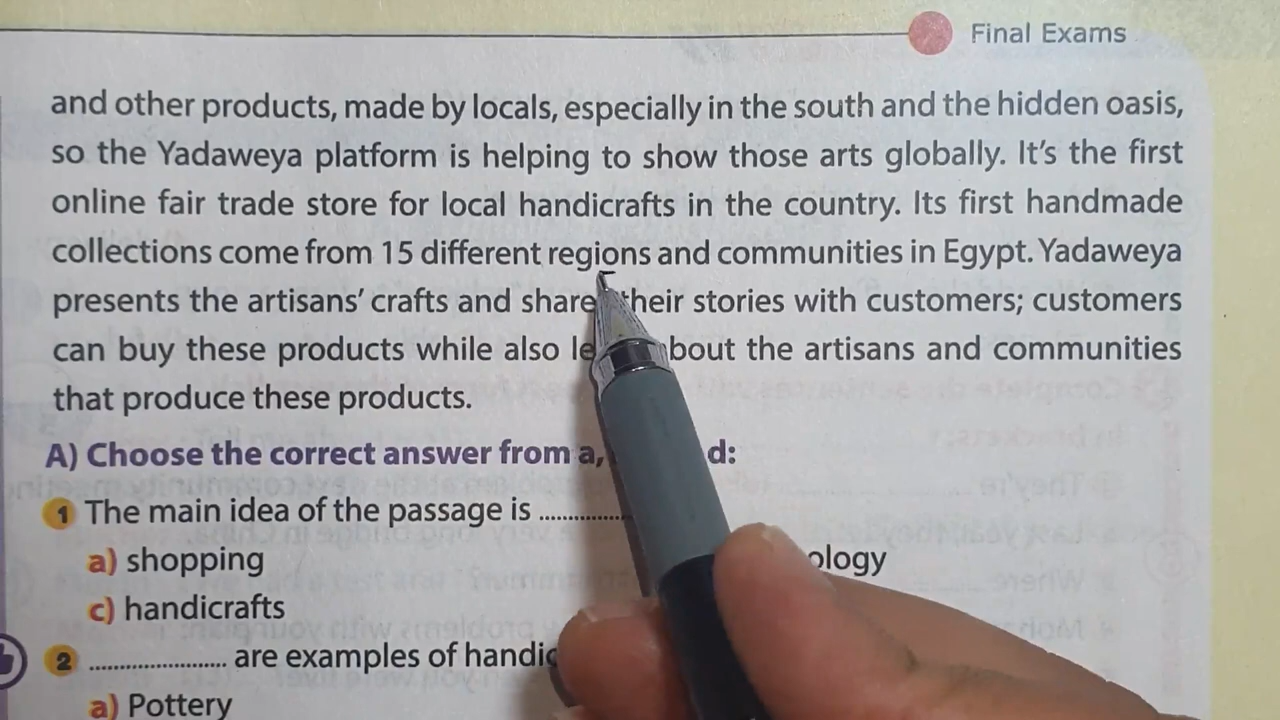 Final Exams
and other products, made by locals, especially in the south and the hidden oasis,
so the Yadaweya platform is helping to show those arts globally. It's the first
online fair trade store for local handicrafts in the country. Its first handmade
collections come from 15 different regions and communities in Egypt. Yadaweya
presents the artisans' crafts and share their stories with customers; customers
can buy these products while also le bout the artisans and communities
that produce these products.
A) Choose the correct answer from a, d:
1 The main idea of the passage is ..................
a) shopping ology
c) handicrafts
2 ........................ are examples of handic
a) Pottery